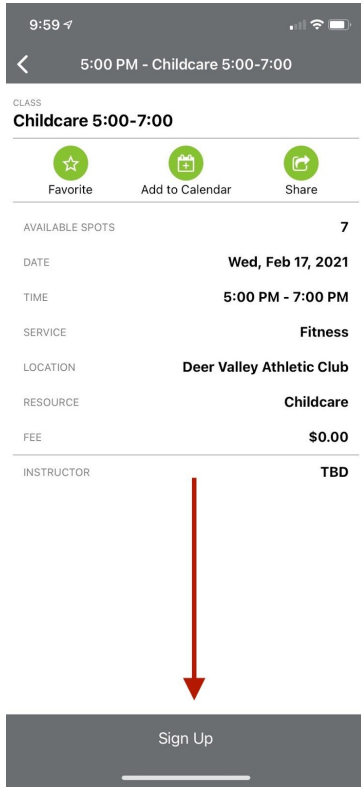 9:59
5:00 PM - Childcare 5:00-7:00
CLASS
Childcare 5:00-7:00
Favorite Add to Calendar Share
AVAILABLE SPOTS 7
DATE Wed, Feb 17, 2021
TIME 5:00 PM - 7:00 PM
SERVICE Fitness
LOCATION Deer Valley Athletic Club
RESOURCE Childcare
FEE $0.00
INSTRUCTOR TBD
Sign Up